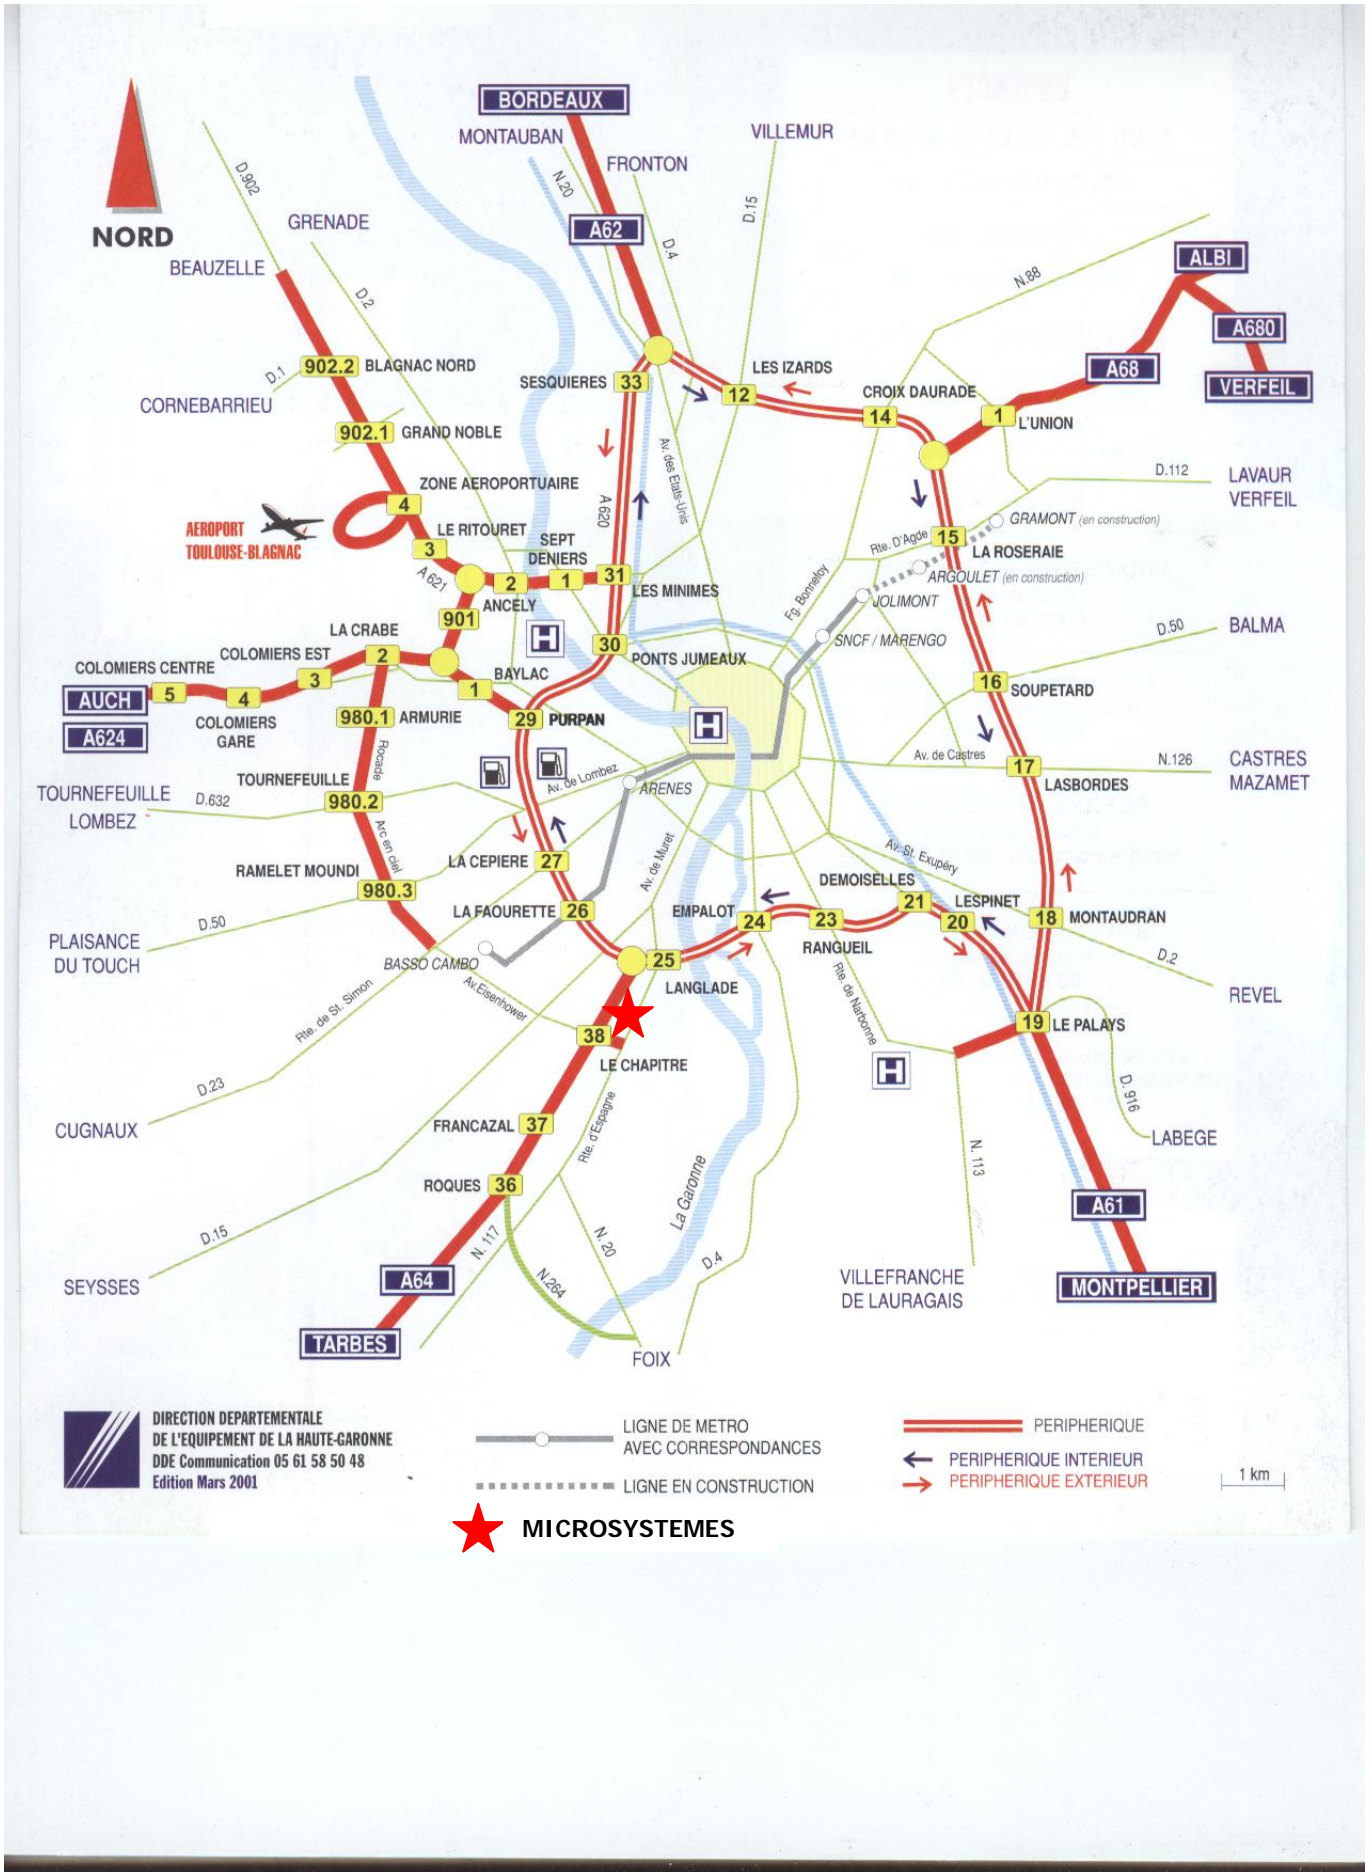 BORDEAUX
MONTAUBAN
VILLEMUR
FRONTON
N.20
D.902
D.15
NORD
GRENADE
A62
D.4
ALBI
BEAUZELLE
N.88
D.2
A680
902.2 BLAGNAC NORD
D.1
SESQUIERES 33
LES IZARDS
12
A68
VERFEIL
CORNEBARRIEU
CROIX DAURADE
14
1
L'UNION
902.1 GRAND NOBLE
Av. des Etats-Unis
D.112
LAVAUR
VERFEIL
ZONE AEROPORTUAIRE
4
A 620
AEROPORT
TOULOUSE-BLAGNAC
LE RITOURET
3
SEPT
DENIERS
GRAMONT (en construction)
Rte. D'Agde
15
LA ROSERAIE
A 621
2
1
31
LES MINIMES
ARGOULET (en construction)
Fg. Bonnefoy
JOLIMONT
ANCELY
901
LA CRABE
30
PONTS JUMEAUX
SNCF / MARENGO
D.50
BALMA
H
COLOMIERS CENTRE
COLOMIERS EST
2
BAYLAC
AUCH
5
4
3
1
16
SOUPETARD
COLOMIERS
GARE
980.1 ARMURIE
29 PURPAN
H
A624
Rocade
Av. de Castres
N.126
CASTRES
MAZAMET
17
LASBORDES
TOURNEFEUILLE
LOMBEZ
D.632
TOURNEFEUILLE
980.2
Av. de Lombez
ARENES
Arc en ciel
RAMELET MOUNDI
980.3
LA CEPIERE 27
Av. de Muret
Av. St. Exupéry
DEMOISELLES
21
LESPINET
20
D.50
LA FAOURETTE 26
EMPALOT
24
23
RANGUEIL
18 MONTAUDRAN
PLAISANCE
DU TOUCH
BASSO CAMBO
25
LANGLADE
Rte. de Narbonne
D.2
REVEL
Rte. de St. Simon
Av.Eisenhower
38
LE CHAPITRE
19 LE PALAYS
H
D.23
D.916
CUGNAUX
FRANCAZAL 37
Rte. d'Espagne
LABEGE
N. 113
ROQUES 36
La Garonne
A61
D.15
N. 117
N. 20
D.4
SEYSSES
A64
N.264
VILLEFRANCHE
DE LAURAGAIS
MONTPELLIER
TARBES
FOIX
DIRECTION DEPARTEMENTALE
DE L'EQUIPEMENT DE LA HAUTE-GARONNE
DDE Communication 05 61 58 50 48
Edition Mars 2001
LIGNE DE METRO
AVEC CORRESPONDANCES
LIGNE EN CONSTRUCTION
PERIPHERIQUE
PERIPHERIQUE INTERIEUR
PERIPHERIQUE EXTERIEUR
1 km
MICROSYSTEMES